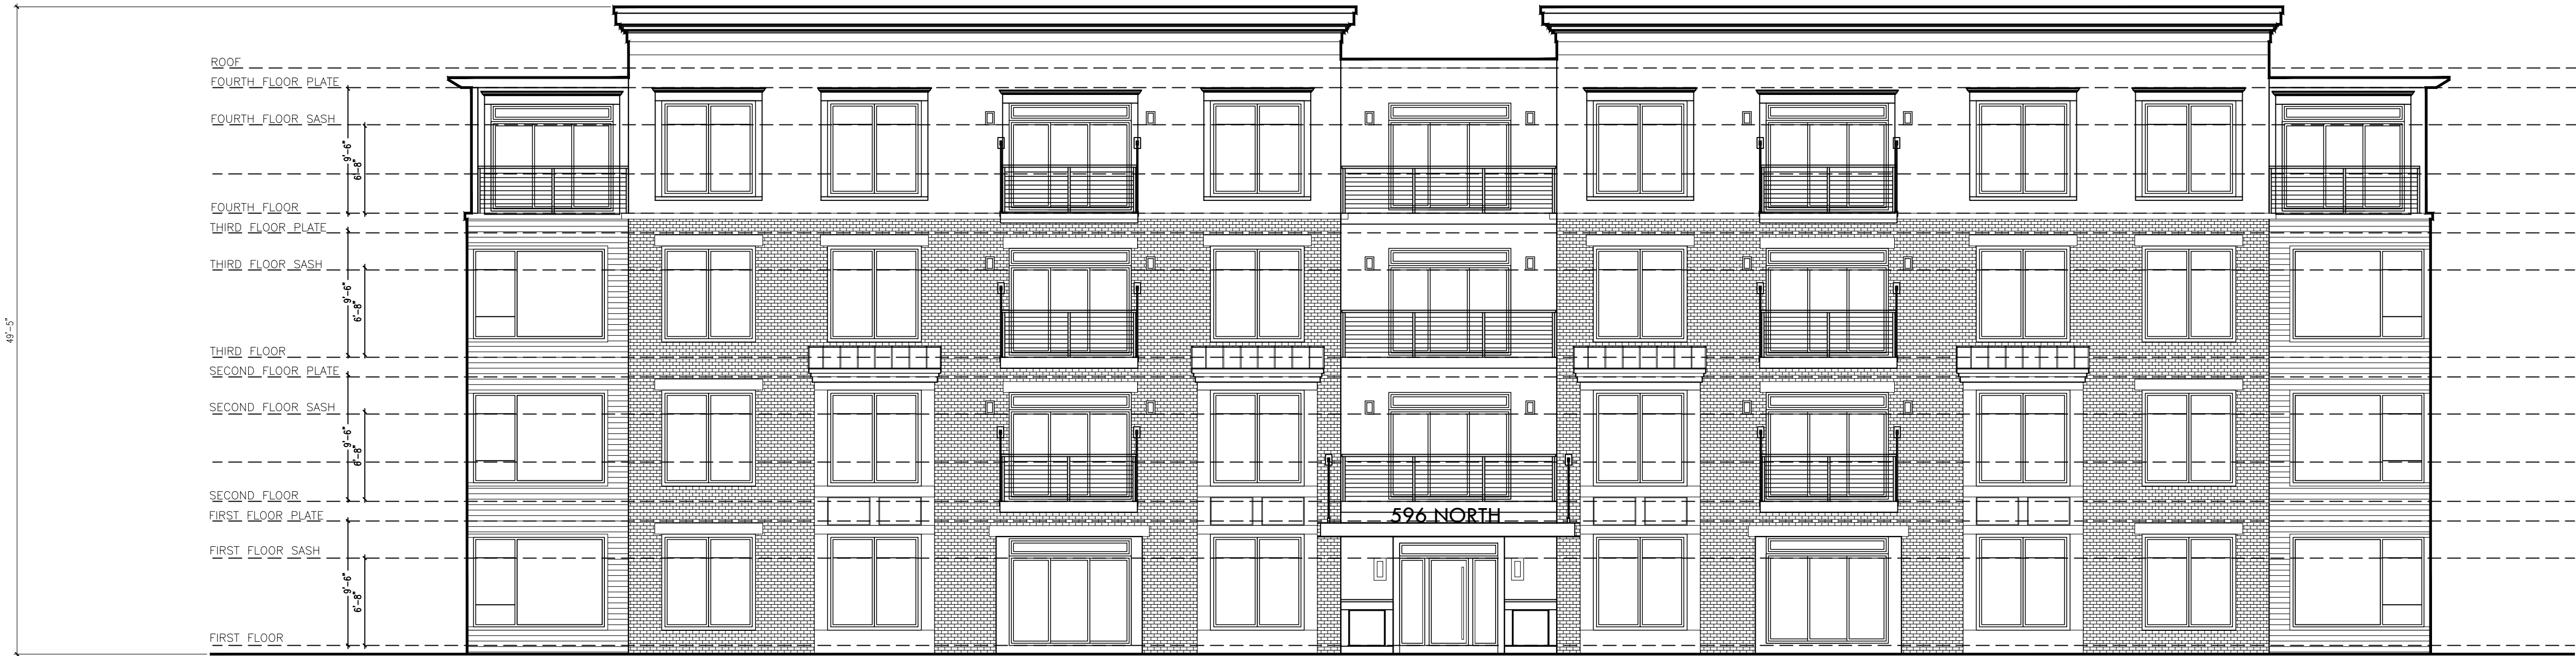 ROOF
FOURTH FLOOR PLATE
FOURTH FLOOR SASH
9'-6"
6'-8"
FOURTH FLOOR
THIRD FLOOR PLATE
THIRD FLOOR SASH
9'-6"
6'-8"
49'-5"
THIRD FLOOR
SECOND FLOOR PLATE
SECOND FLOOR SASH
9'-6"
6'-8"
SECOND FLOOR
FIRST FLOOR PLATE
596 NORTH
FIRST FLOOR SASH
9'-6"
6'-8"
FIRST FLOOR